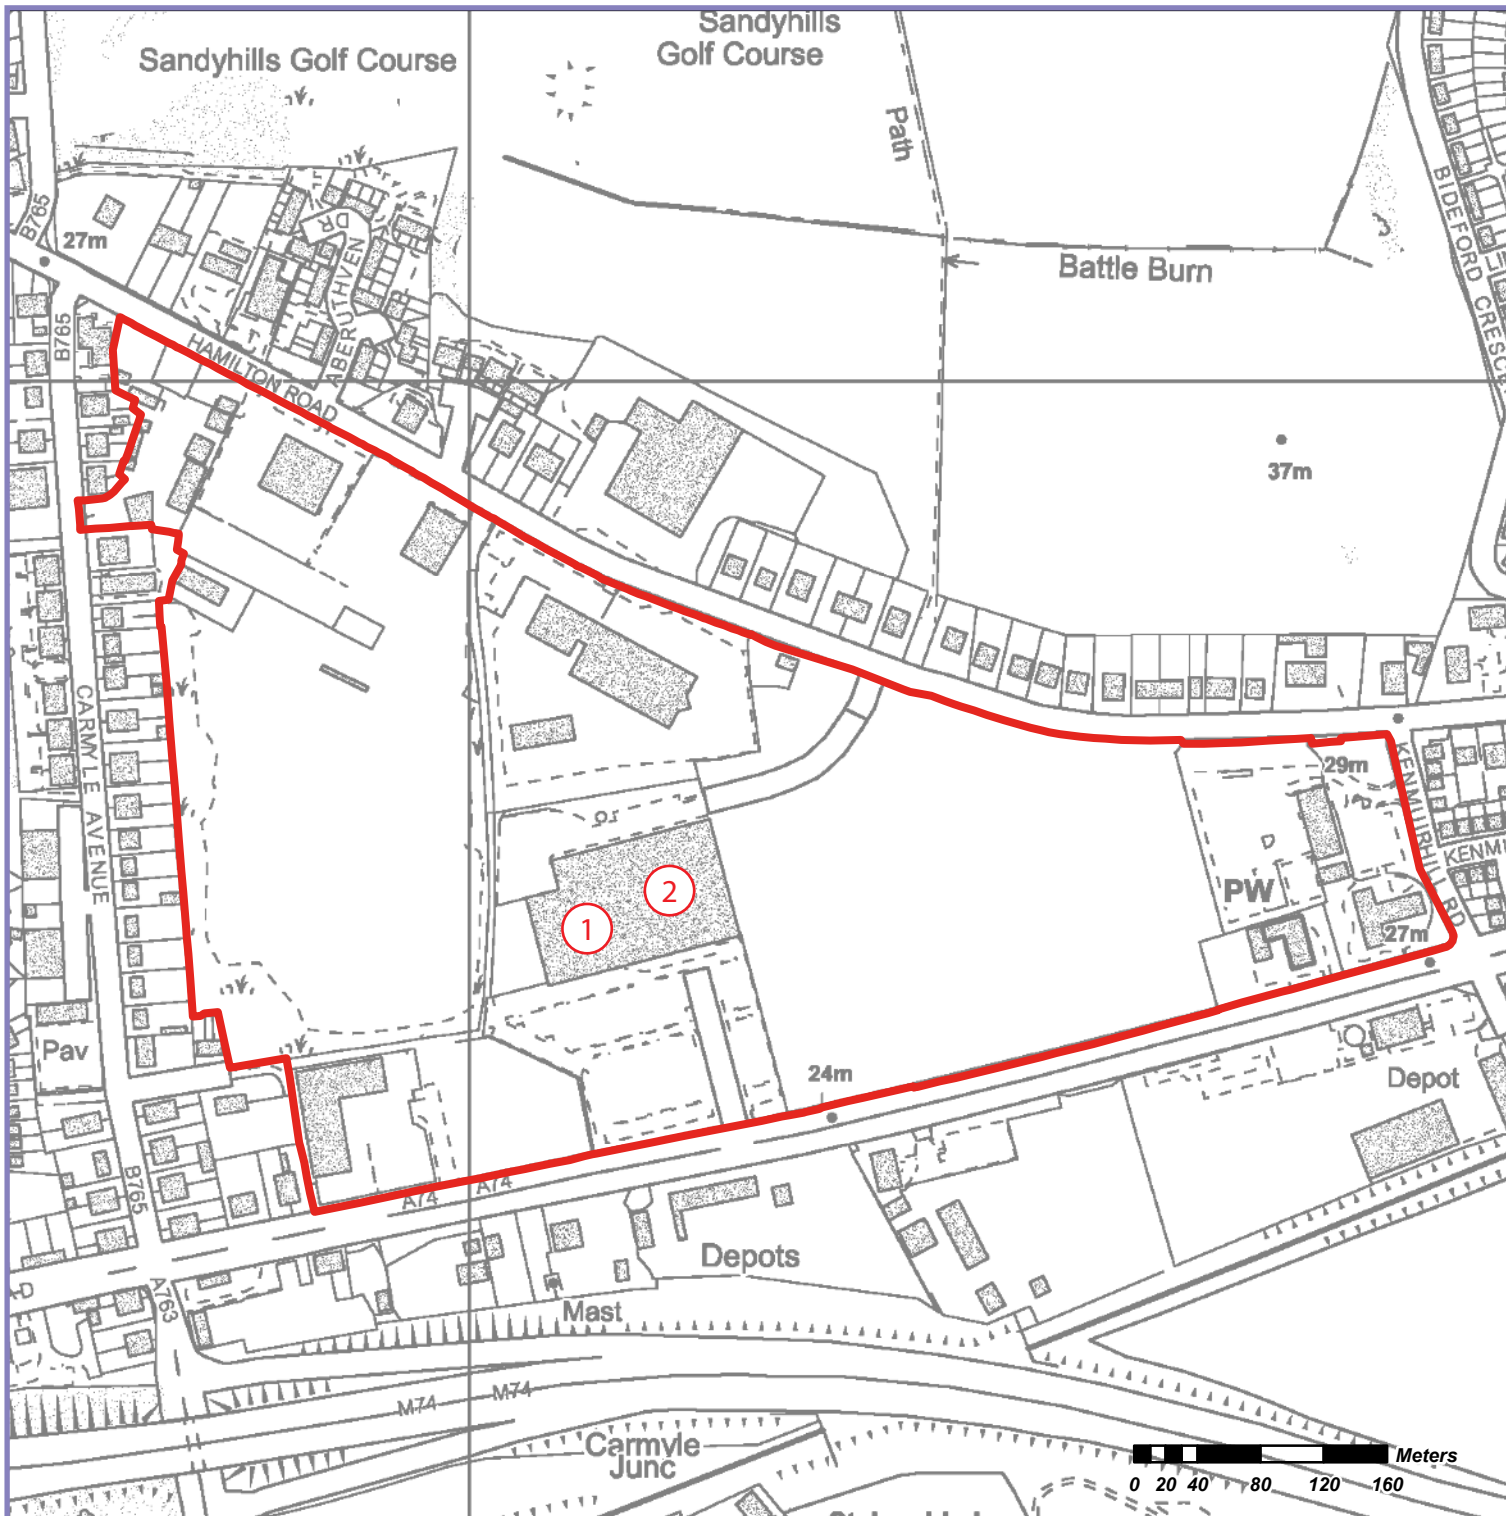 Sandyhills
Golf Course
Sandyhills Golf Course
Path
B765
27m
DR
ABERUTHVEN
BIDEFORD CRESC
Battle Burn
B765
HAMILTON ROAD
37m
CARMYLE AVENUE
29m
KENMUIRHILL RD
KENM
PW
27m
1
2
Pav
24m
Depot
B765
A74
A74
Depots
A763
Mast
M74
M74
Carmyle
Junc
Meters
0 20 40 80 120 160